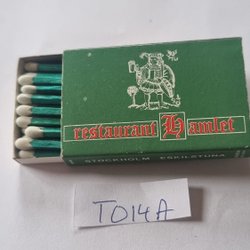 restaurant Hamlet
STOCKHOLM ESKILSTUNA
T014A